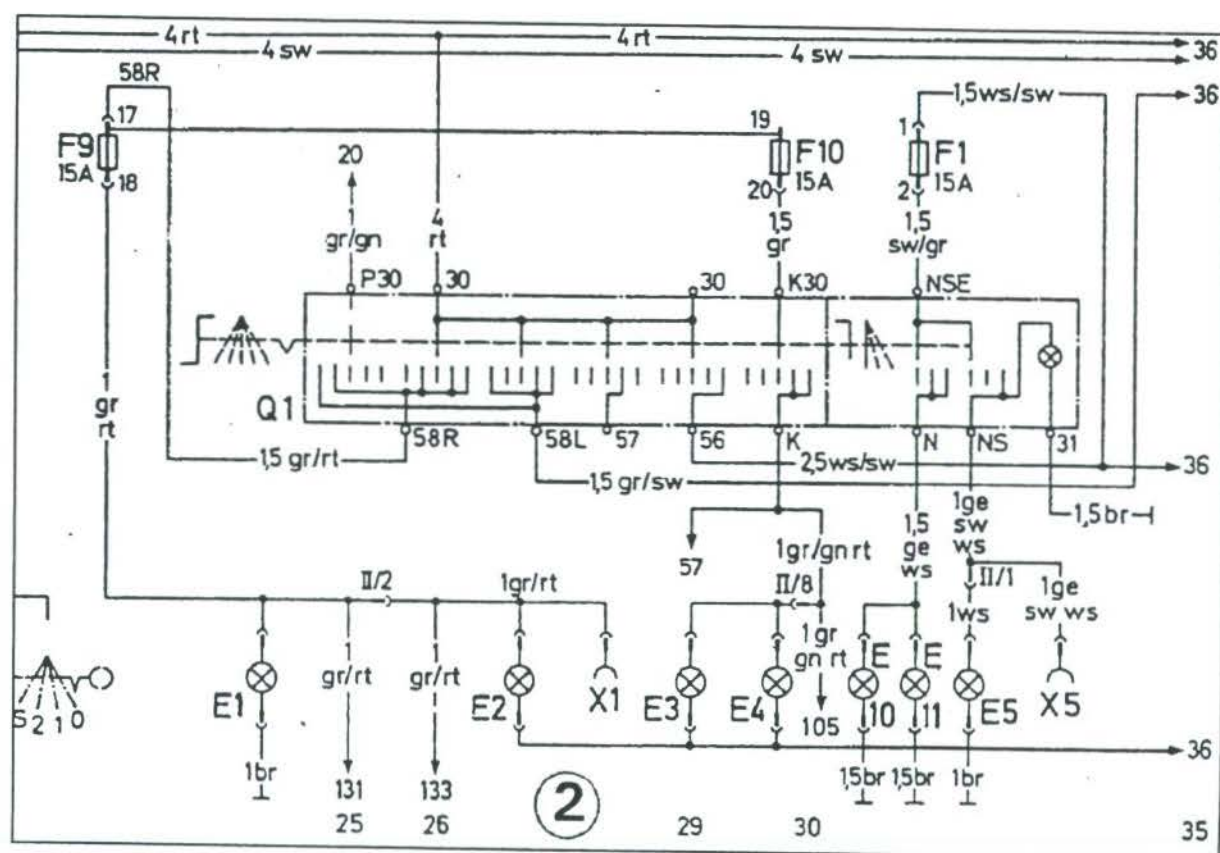 4 rt 4 rt 36
4 sw 4 sw
58R 1,5 ws/sw 36
17 19 1
F9 F10 F1
15A 15A 15A
18 20 20 2
1 gr/gn 4 rt 1,5 gr 1,5 sw/gr
P30 30 30 K30 NSE
1 gr rt
Q1
58R 58L 57 56 K N NS 31
1,5 gr/rt 2,5 ws/sw 36
1,5 gr/sw
1,5 ge ws 1ge sw ws 1,5 br
57 1gr/gn rt
II/2 1gr/rt II/8 II/1
1ws 1ge sw ws
1 gr/rt 1 gr/rt 1 gr gn rt
E1 E2 X1 E3 E4 E 10 E 11 E5 X5
S 2 1 0
105
36
1br 131 133 1,5br 1,5br 1br
25 26 2 29 30 35